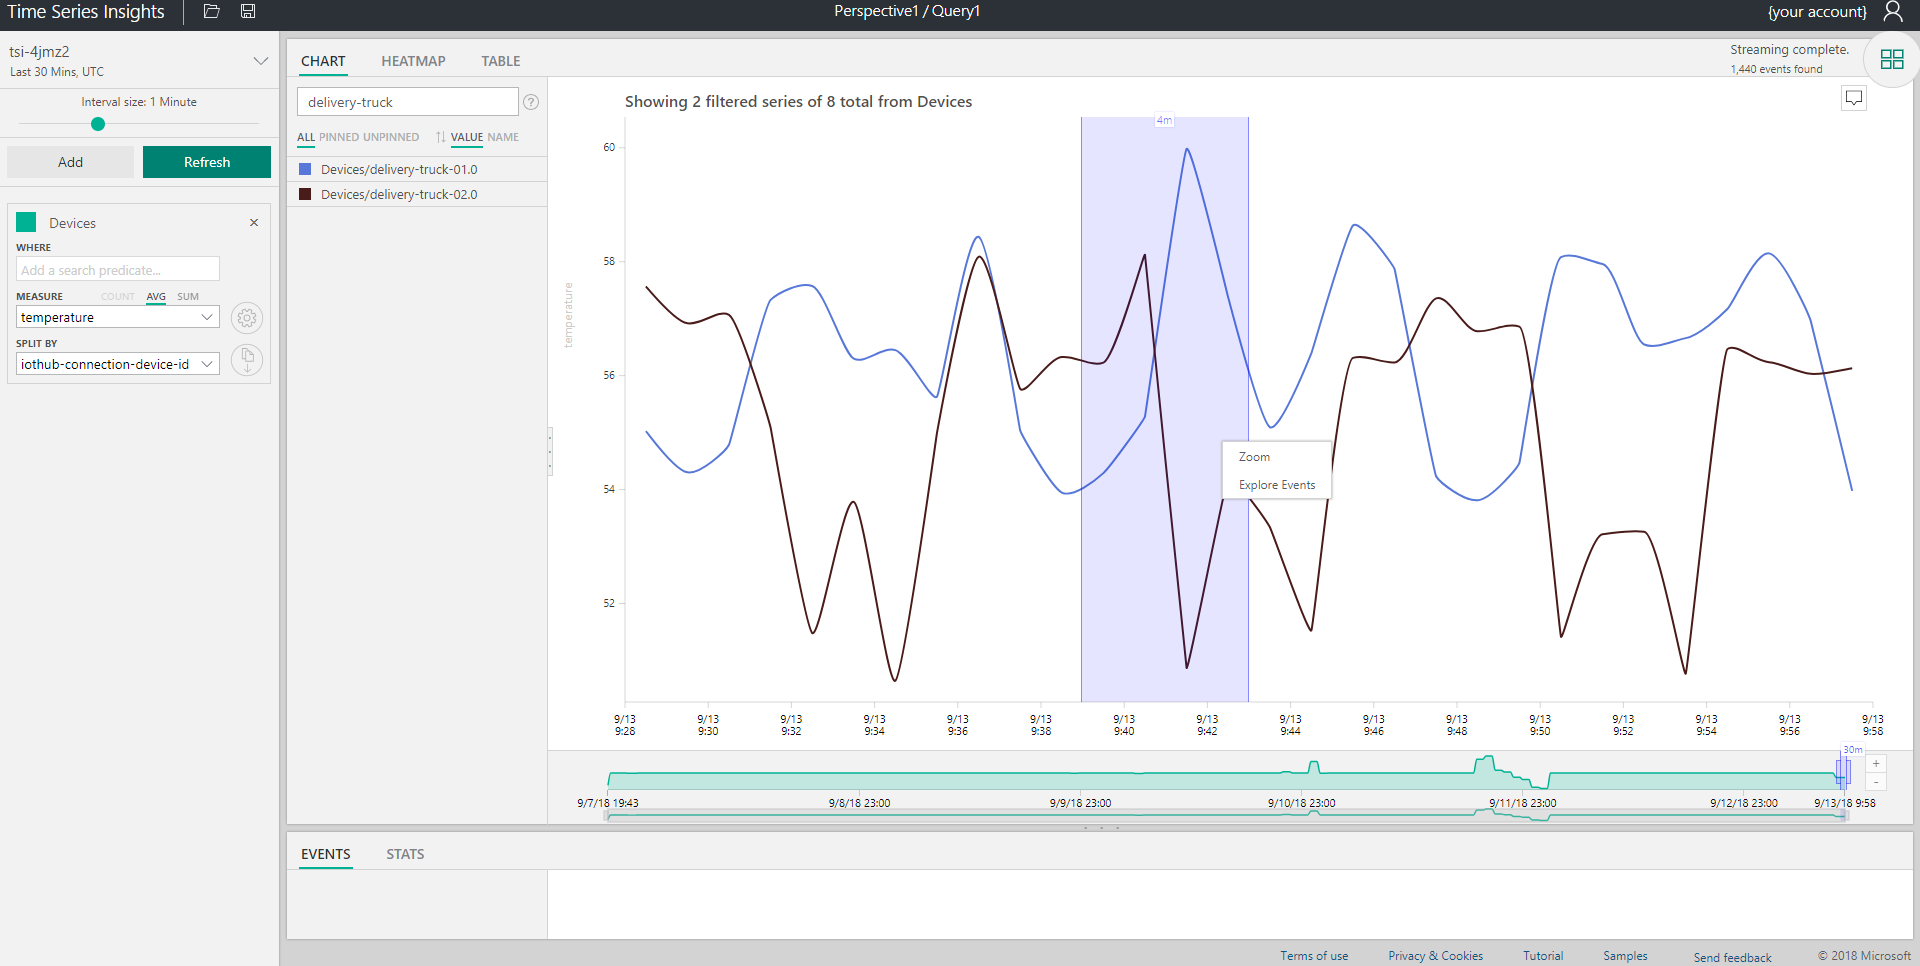 Time Series Insights
Perspective1 / Query1
{your account}
tsi-4jmz2
Last 30 Mins, UTC
Interval size: 1 Minute
Add
Refresh
Devices
×
WHERE
Add a search predicate...
MEASURE COUNT AVG SUM
temperature
SPLIT BY
iothub-connection-device-id
CHART HEATMAP TABLE
Streaming complete.
1,440 events found
delivery-truck
?
ALL PINNED UNPINNED VALUE NAME
Devices/delivery-truck-01.0
Devices/delivery-truck-02.0
Showing 2 filtered series of 8 total from Devices
4m
temperature
60
58
56
54
52
Zoom
Explore Events
9/13 9/13 9/13 9/13 9/13 9/13 9/13 9/13 9/13 9/13 9/13 9/13 9/13 9/13 9/13 9/13
9:28 9:30 9:32 9:34 9:36 9:38 9:40 9:42 9:44 9:46 9:48 9:50 9:52 9:54 9:56 9:58
30m
+
-
9/7/18 19:43 9/8/18 23:00 9/9/18 23:00 9/10/18 23:00 9/11/18 23:00 9/12/18 23:00 9/13/18 9:58
EVENTS STATS
Terms of use Privacy & Cookies Tutorial Samples Send feedback © 2018 Microsoft